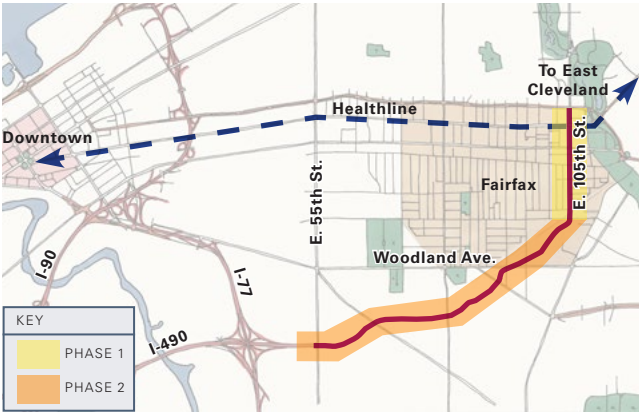 To East
Cleveland
Healthline
Downtown
E. 105th St.
Fairfax
E. 55th St.
Woodland Ave.
I-90
I-77
I-490
KEY
PHASE 1
PHASE 2